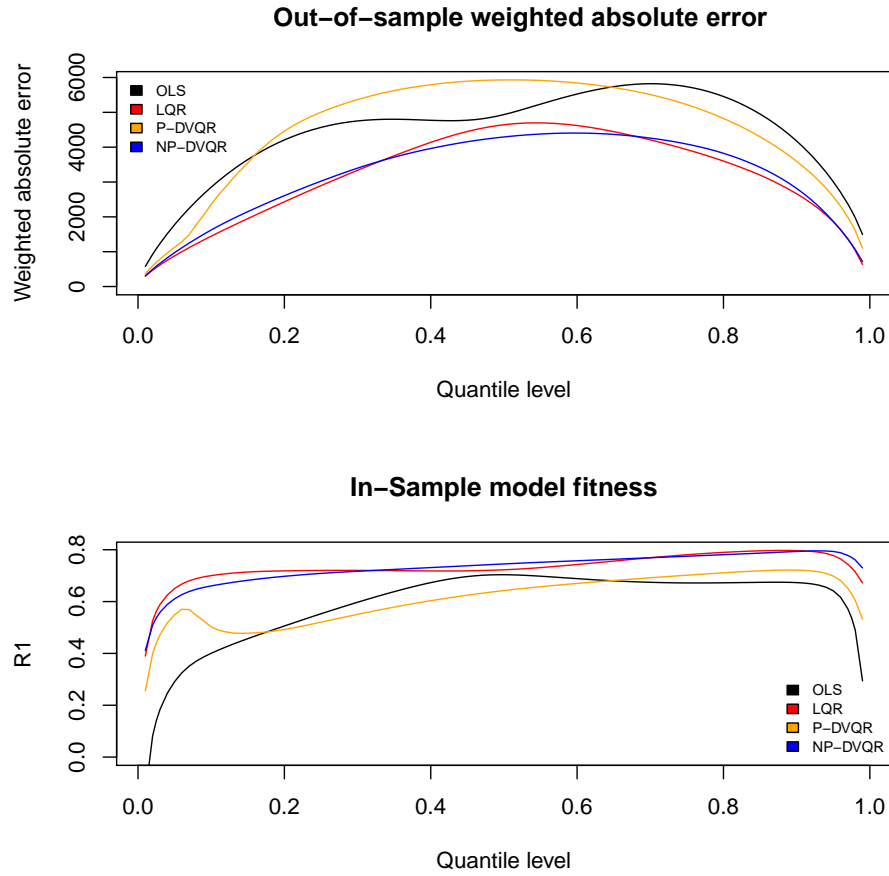 Out−of−sample weighted absolute error
Weighted absolute error
6000
4000
2000
0
OLS
LQR
P−DVQR
NP−DVQR
0.0 0.2 0.4 0.6 0.8 1.0
Quantile level
In−Sample model fitness
R1
0.8
0.6
0.4
0.2
0.0
OLS
LQR
P−DVQR
NP−DVQR
0.0 0.2 0.4 0.6 0.8 1.0
Quantile level